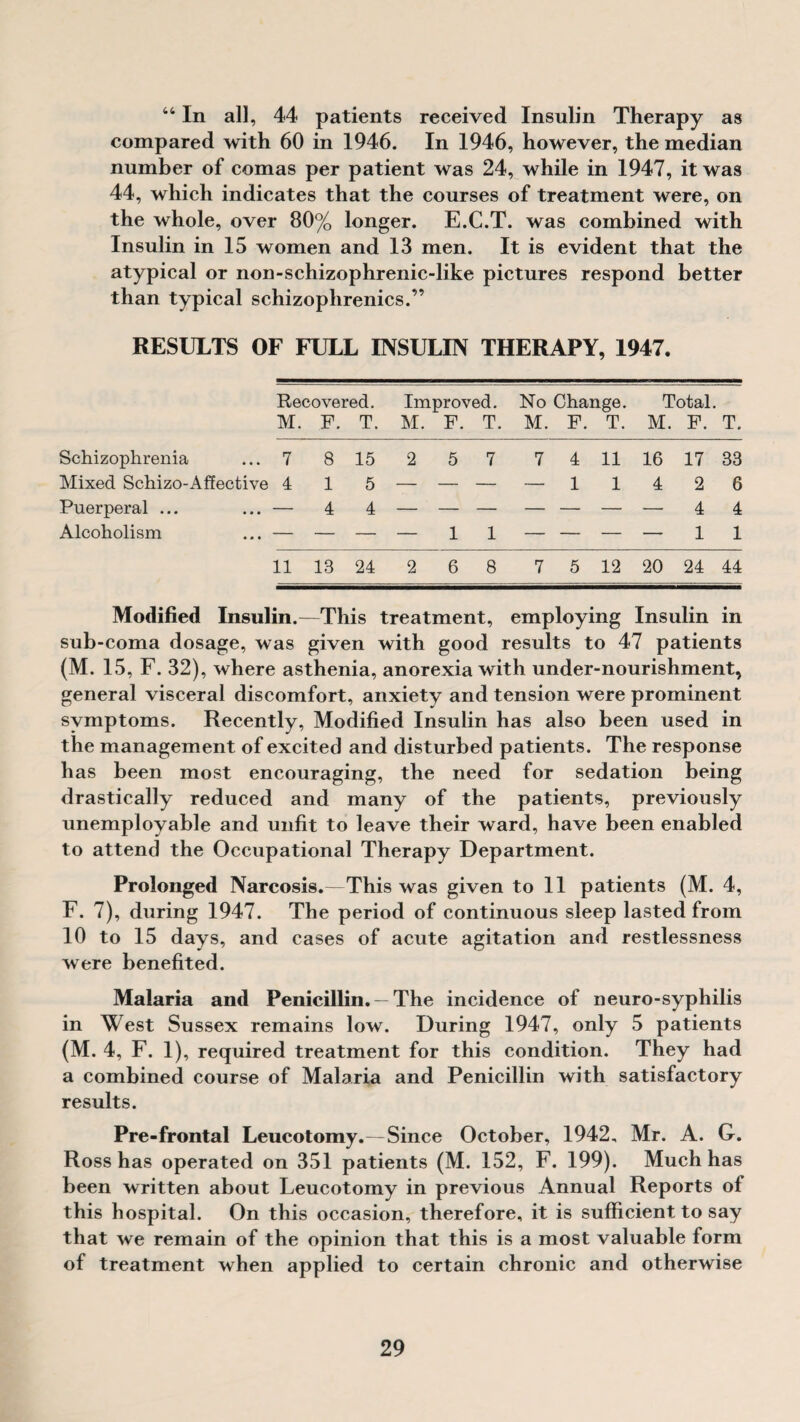 “ In all, 44 patients received Insulin Therapy as
compared with 60 in 1946. In 1946, however, the median
number of comas per patient was 24, while in 1947, it was
44, which indicates that the courses of treatment were, on
the whole, over 80% longer. E.C.T. was combined with
Insulin in 15 women and 13 men. It is evident that the
atypical or non-schizophrenic-like pictures respond better
than typical schizophrenics.”
RESULTS OF FULL INSULIN THERAPY, 1947.
Recovered. Improved. No Change. Total.
M. F. T. M. F. T. M. F. T. M. F. T.
Schizophrenia ... 7 8 15 2 5 7 7 4 11 16 17 33
Mixed Schizo-Affective 4 1 5 — — — — 1 1 4 2 6
Puerperal ... ... — 4 4 — — — — — — — 4 4
Alcoholism ... — — — — 1 1 — — — — 1 1
11 13 24 2 6 8 7 5 12 20 24 44
Modified Insulin.—This treatment, employing Insulin in
sub-coma dosage, was given with good results to 47 patients
(M. 15, F. 32), where asthenia, anorexia with under-nourishment,
general visceral discomfort, anxiety and tension were prominent
symptoms. Recently, Modified Insulin has also been used in
the management of excited and disturbed patients. The response
has been most encouraging, the need for sedation being
drastically reduced and many of the patients, previously
unemployable and unfit to leave their ward, have been enabled
to attend the Occupational Therapy Department.
Prolonged Narcosis.—This was given to 11 patients (M. 4,
F. 7), during 1947. The period of continuous sleep lasted from
10 to 15 days, and cases of acute agitation and restlessness
were benefited.
Malaria and Penicillin.—The incidence of neuro-syphilis
in West Sussex remains low. During 1947, only 5 patients
(M. 4, F. 1), required treatment for this condition. They had
a combined course of Malaria and Penicillin with satisfactory
results.
Pre-frontal Leucotomy.—Since October, 1942, Mr. A. G.
Ross has operated on 351 patients (M. 152, F. 199). Much has
been written about Leucotomy in previous Annual Reports of
this hospital. On this occasion, therefore, it is sufficient to say
that we remain of the opinion that this is a most valuable form
of treatment when applied to certain chronic and otherwise
29